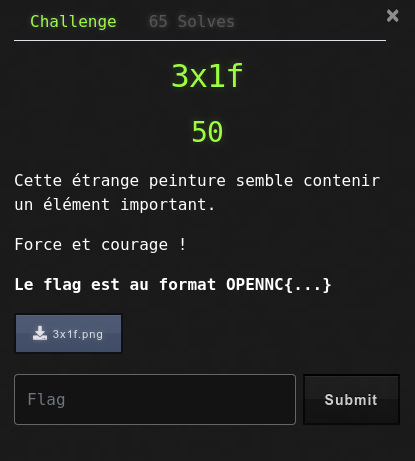 Challenge 65 Solves ×
3x1f
50
Cette étrange peinture semble contenir
un élément important.
Force et courage !
Le flag est au format OPENNC{...}
3x1f.png
Flag Submit